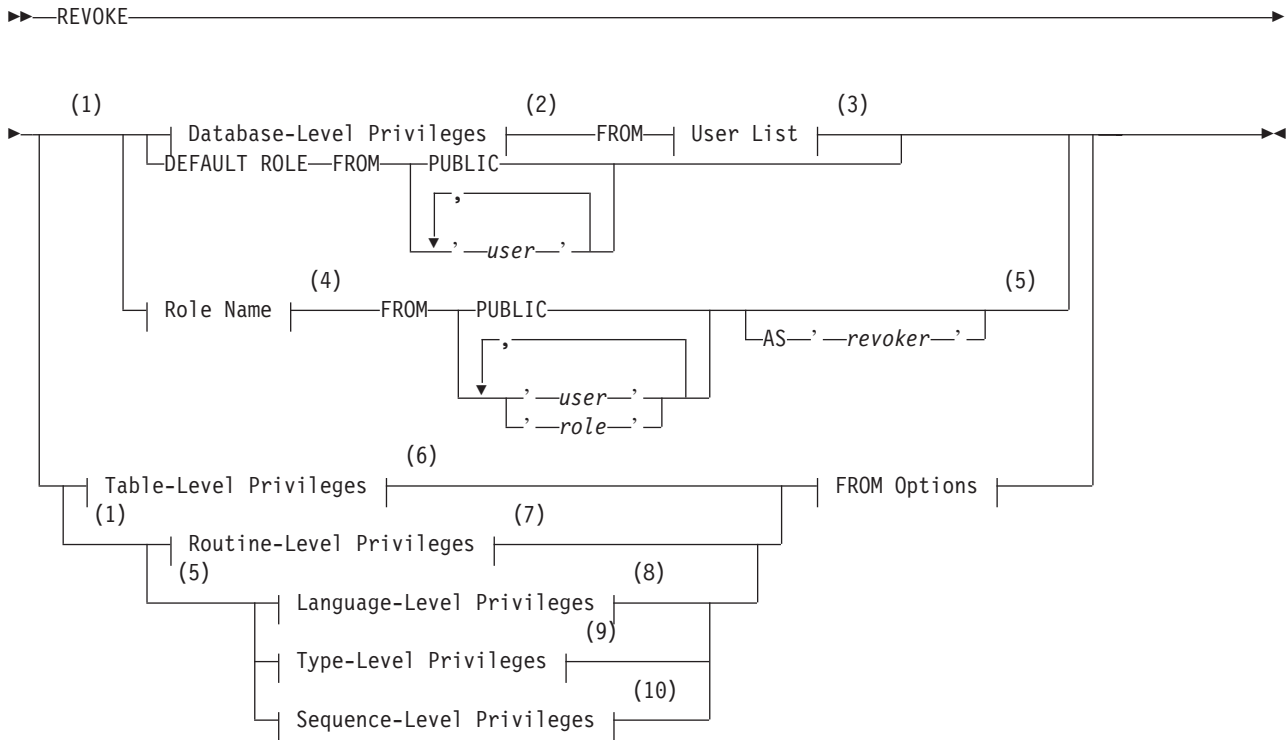 REVOKE
(1) (2) (3)
Database-Level Privileges FROM User List
DEFAULT ROLE FROM PUBLIC
,
' user '
(4) (5)
Role Name FROM PUBLIC
AS ' revoker '
,
' user '
' role '
(6)
Table-Level Privileges FROM Options
(1) (7)
Routine-Level Privileges
(5) (8)
Language-Level Privileges
(9)
Type-Level Privileges
(10)
Sequence-Level Privileges